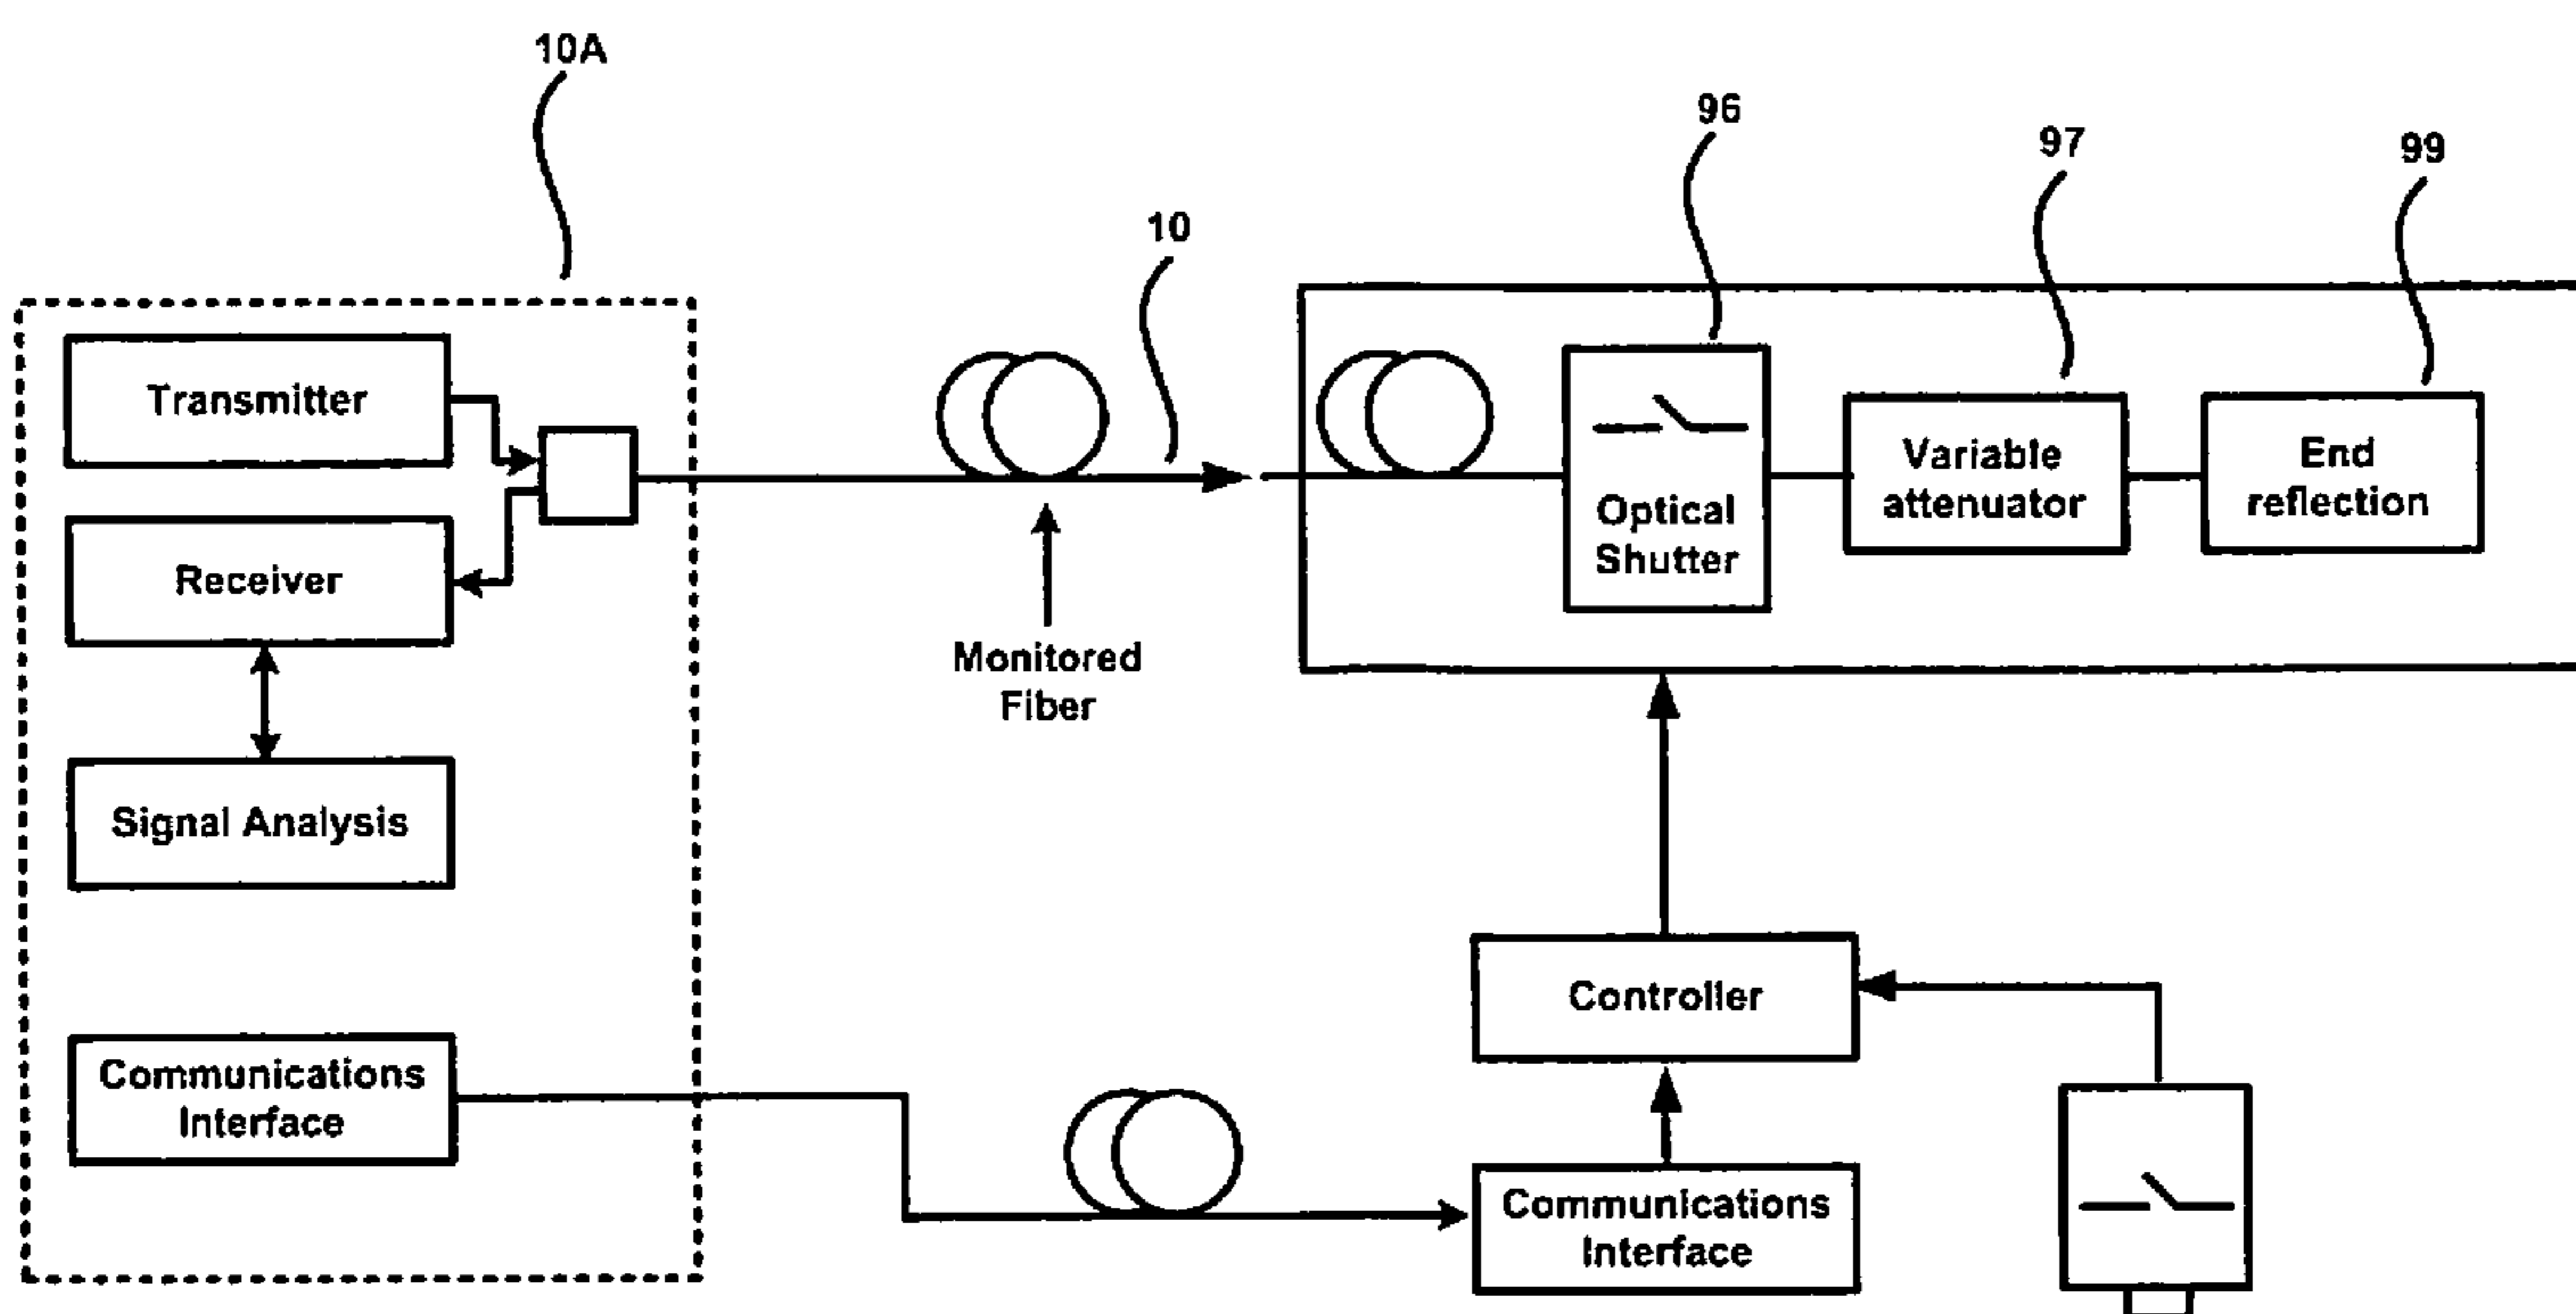 10A
96
97
99
10
Transmitter
Receiver
Signal Analysis
Communications
Interface
Monitored
Fiber
Optical
Shutter
Variable
attenuator
End
reflection
Controller
Communications
Interface